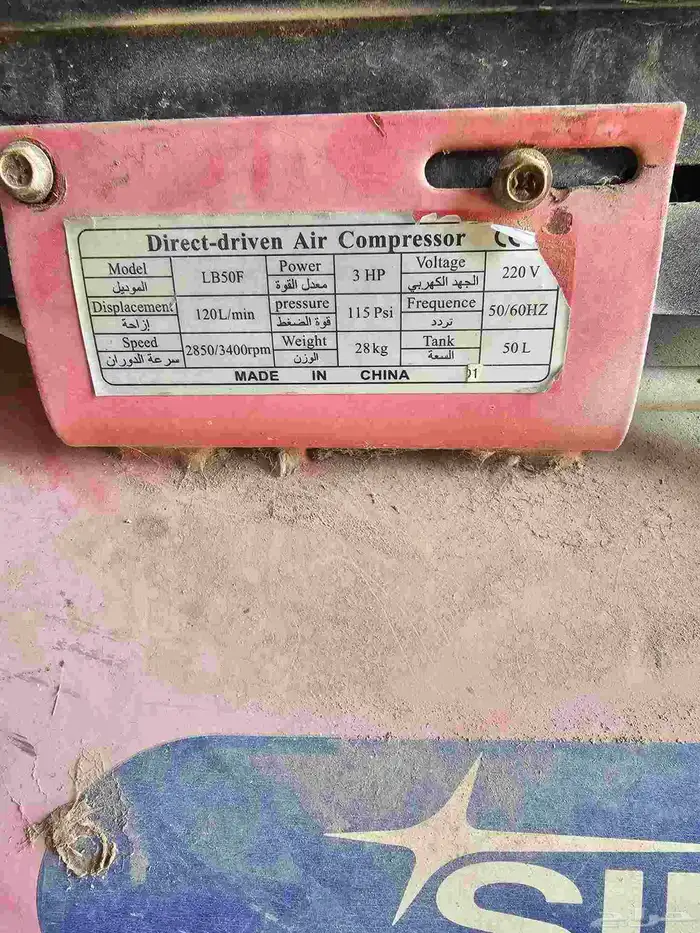 Direct-driven Air Compressor
Model الموديل LB50F Power معدل القوة 3 HP Voltage الجهد الكهربي 220 V
Displacement إزاحة 120L/min pressure قوة الضغط 115 Psi Frequence تردد 50/60HZ
Speed سرعة الدوران 2850/3400rpm Weight الوزن 28kg Tank السعة 50 L
MADE IN CHINA 01